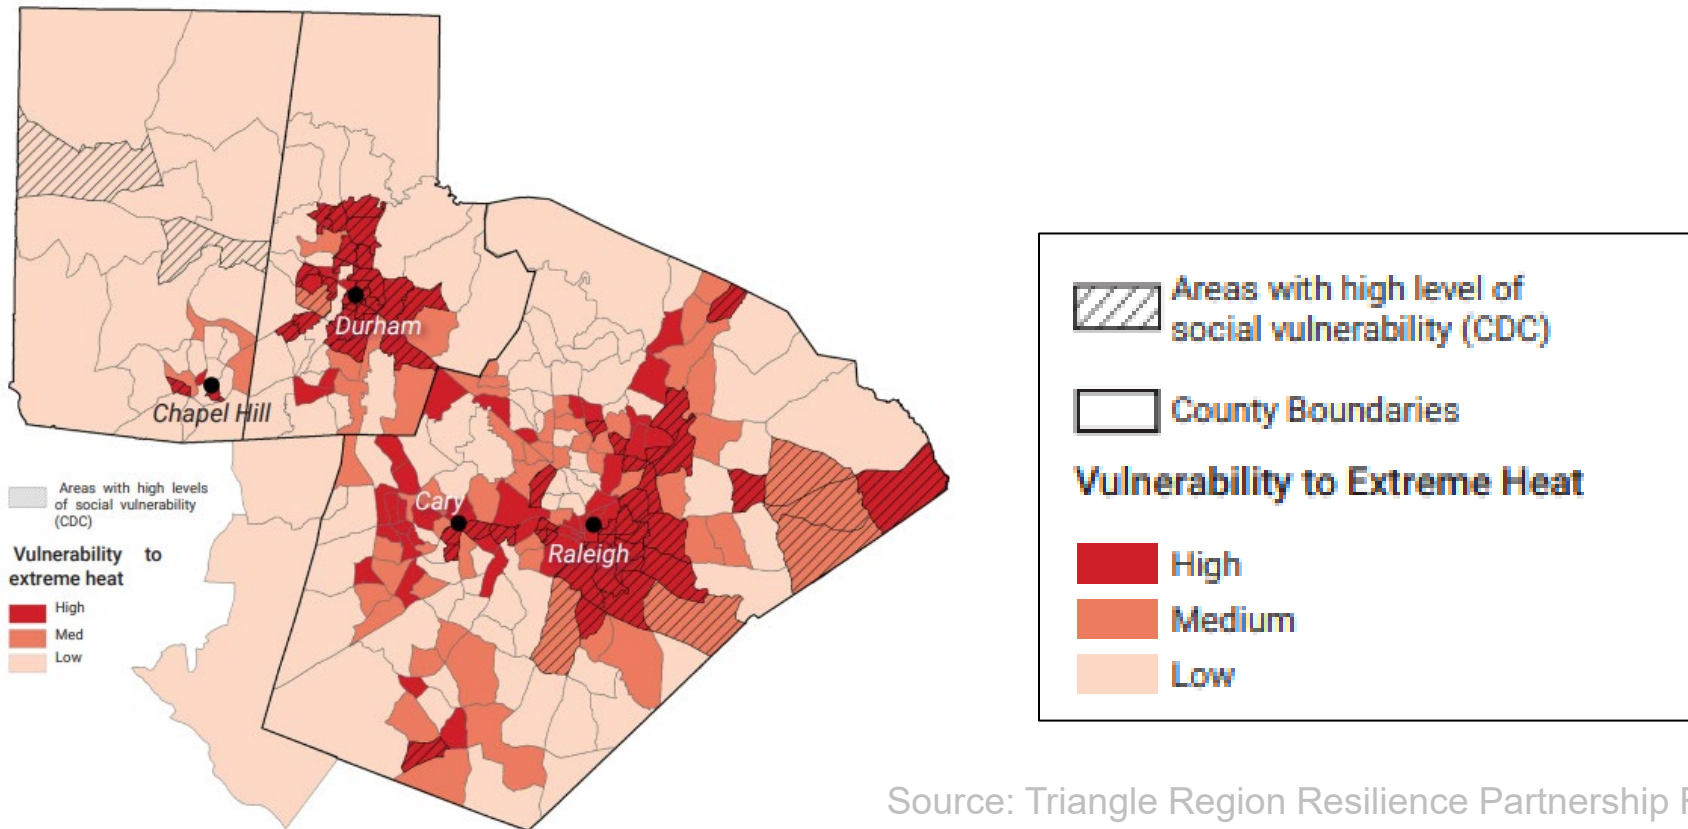 Durham
Chapel Hill
Cary
Raleigh
Areas with high levels
of social vulnerability
(CDC)
Vulnerability to
extreme heat
High
Med
Low
Areas with high level of
social vulnerability (CDC)
County Boundaries
Vulnerability to Extreme Heat
High
Medium
Low
Source: Triangle Region Resilience Partnership